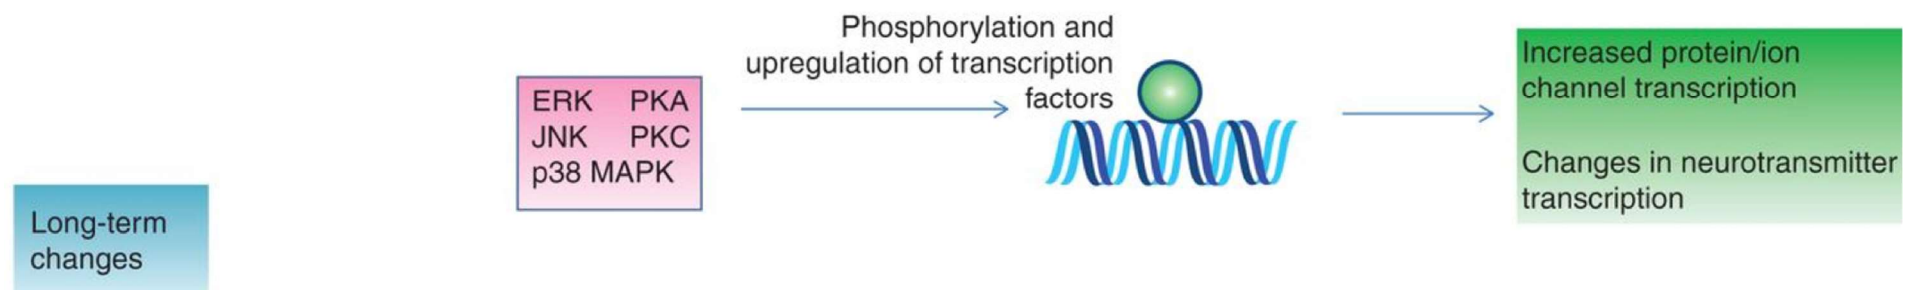 Long-term
changes
ERK PKA
JNK PKC
p38 MAPK
Phosphorylation and
upregulation of transcription
factors
Increased protein/ion
channel transcription
Changes in neurotransmitter
transcription